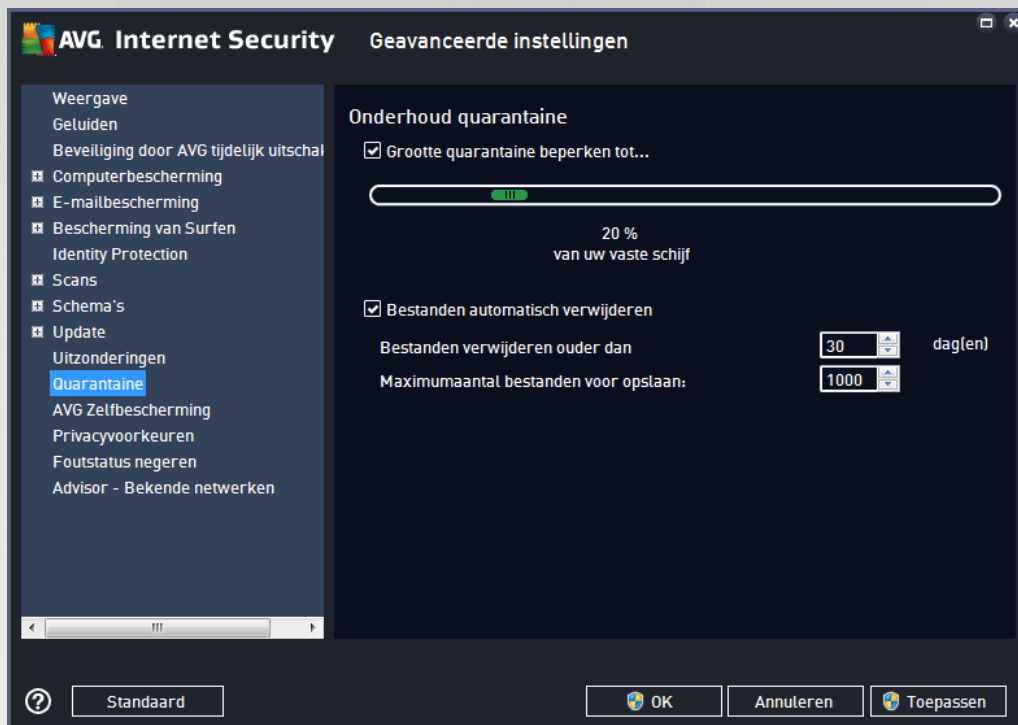 AVG. Internet Security Geavanceerde instellingen
Weergave
Geluiden
Beveiliging door AVG tijdelijk uitschak
Computerbescherming
E-mailbescherming
Bescherming van Surfen
Identity Protection
Scans
Schema's
Update
Uitzonderingen
Quarantaine
AVG Zelfbescherming
Privacyvoorkeuren
Foutstatus negeren
Advisor - Bekende netwerken
Onderhoud quarantaine
Grootte quarantaine beperken tot...
20 %
van uw vaste schijf
Bestanden automatisch verwijderen
Bestanden verwijderen ouder dan 30 dag(en)
Maximumaantal bestanden voor opslaan: 1000
? Standaard OK Annuleren Toepassen